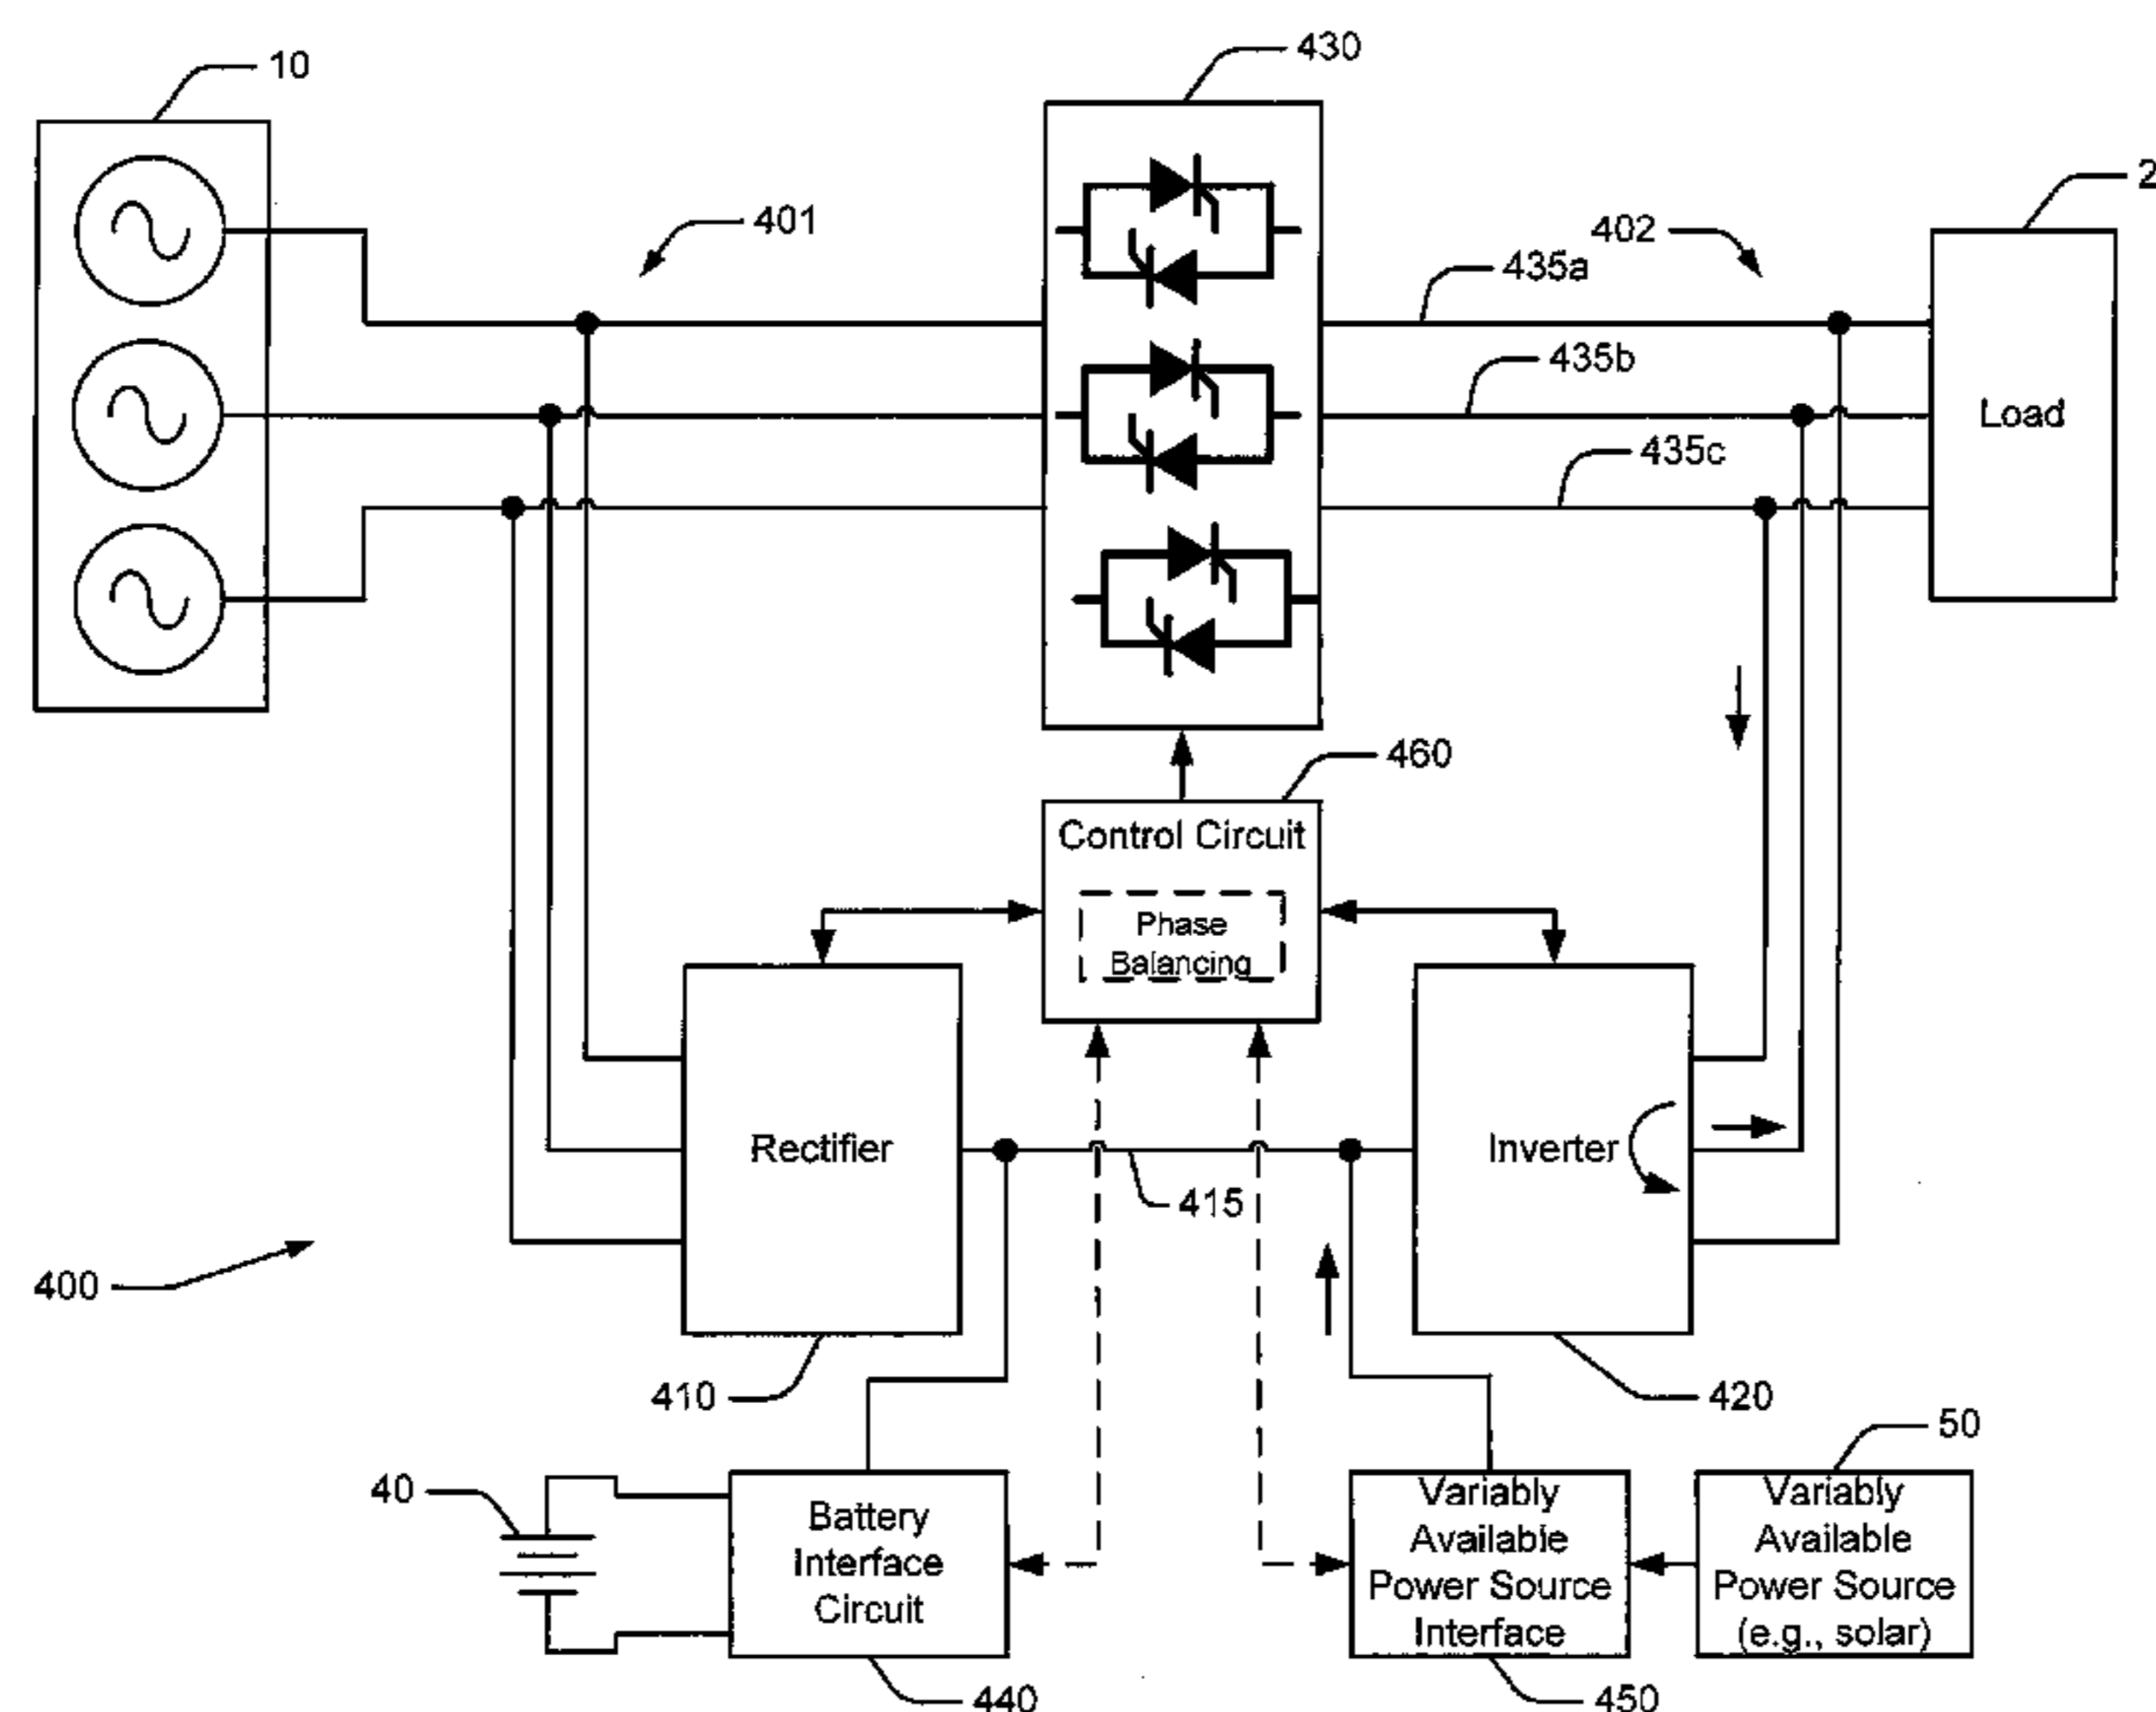 430
10
2
401
402
435a
435b
Load
435c
460
Control Circuit
Phase
Balancing
Rectifier
Inverter
415
400
410
420
50
40
Battery
Interface
Circuit
Variably
Available
Power Source
Interface
Variably
Available
Power Source
(e.g., solar)
440
450